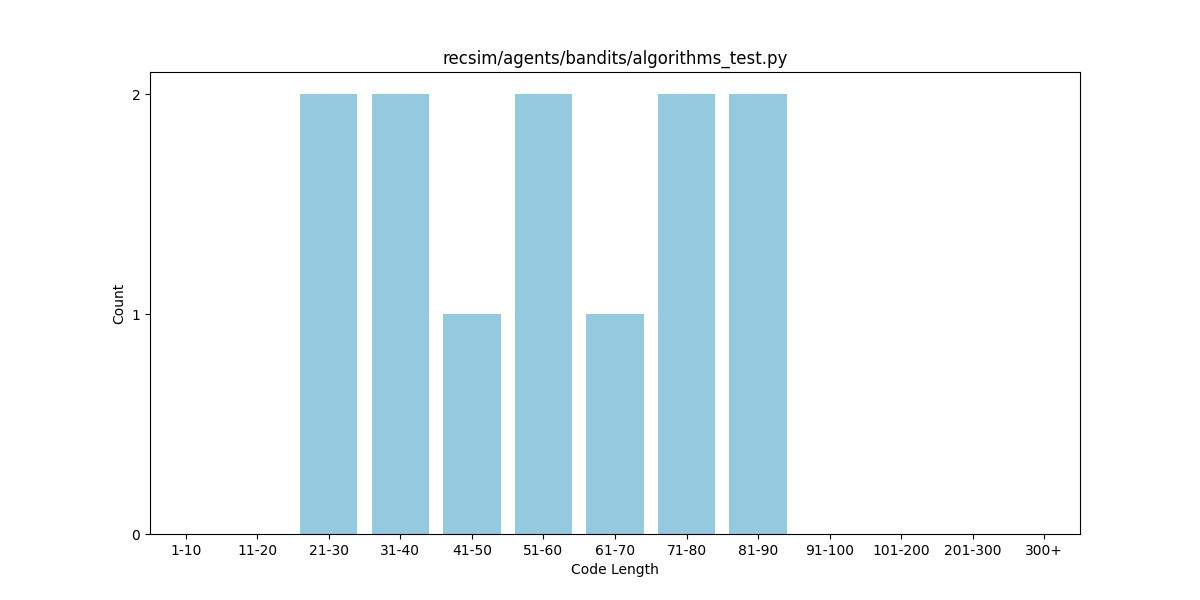 recsim/agents/bandits/algorithms_test.py
Count
2
1
0
1-10 11-20 21-30 31-40 41-50 51-60 61-70 71-80 81-90 91-100 101-200 201-300 300+
Code Length